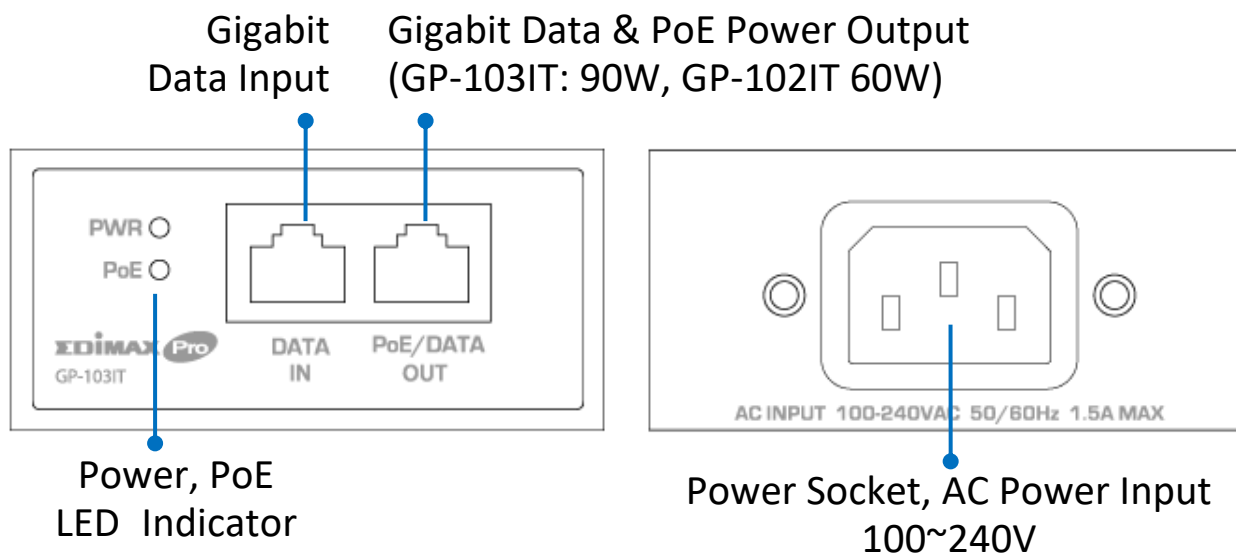 Gigabit
Data Input
Gigabit Data & PoE Power Output
(GP-103IT: 90W, GP-102IT 60W)
PWR
PoE
EDIMAX Pro
GP-103IT
DATA
IN
PoE/DATA
OUT
AC INPUT 100-240VAC 50/60Hz 1.5A MAX
Power, PoE
LED Indicator
Power Socket, AC Power Input
100~240V